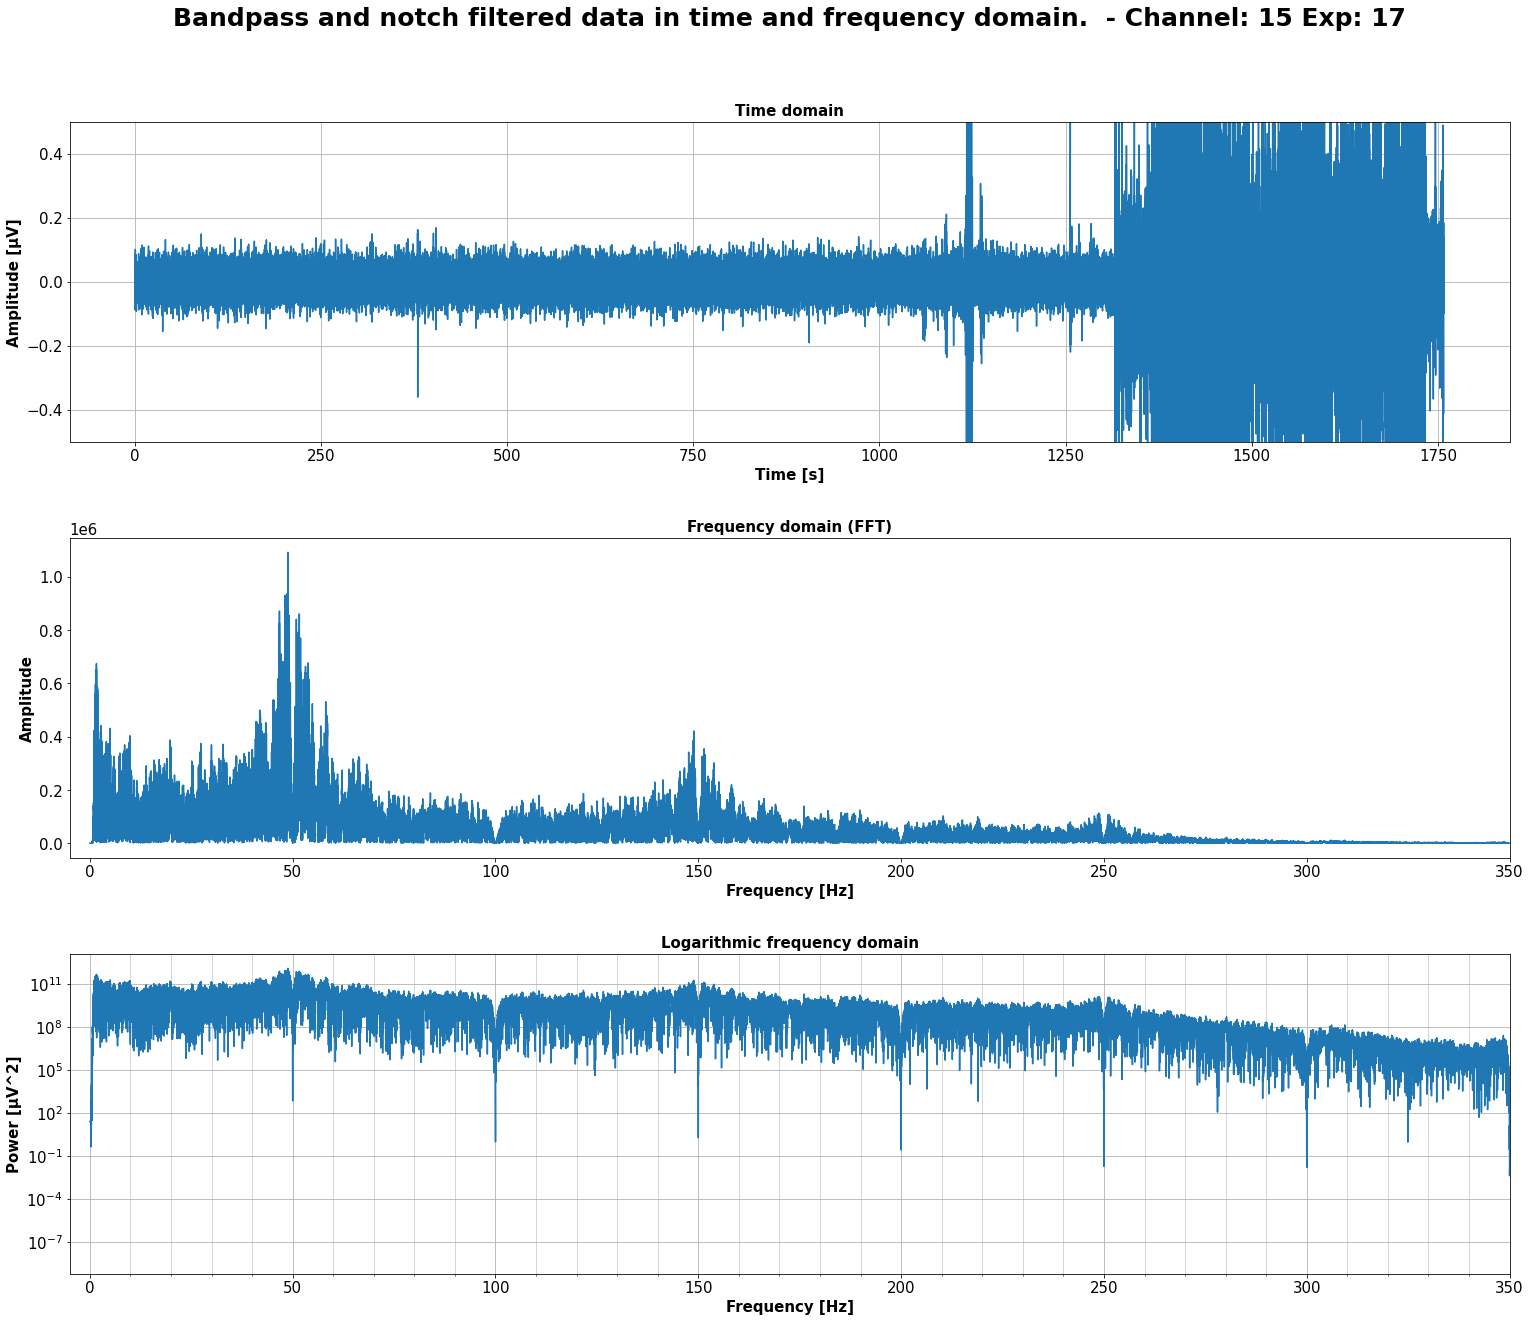 Bandpass and notch filtered data in time and frequency domain.  - Channel: 15 Exp: 17
Time domain
Amplitude [µV]
0.4
0.2
0.0
−0.2
−0.4
0 250 500 750 1000 1250 1500 1750
Time [s]
Frequency domain (FFT)
1e6
Amplitude
1.0
0.8
0.6
0.4
0.2
0.0
0 50 100 150 200 250 300 350
Frequency [Hz]
Logarithmic frequency domain
Power [µV^2]
10^11
10^8
10^5
10^2
10^−1
10^−4
10^−7
0 50 100 150 200 250 300 350
Frequency [Hz]